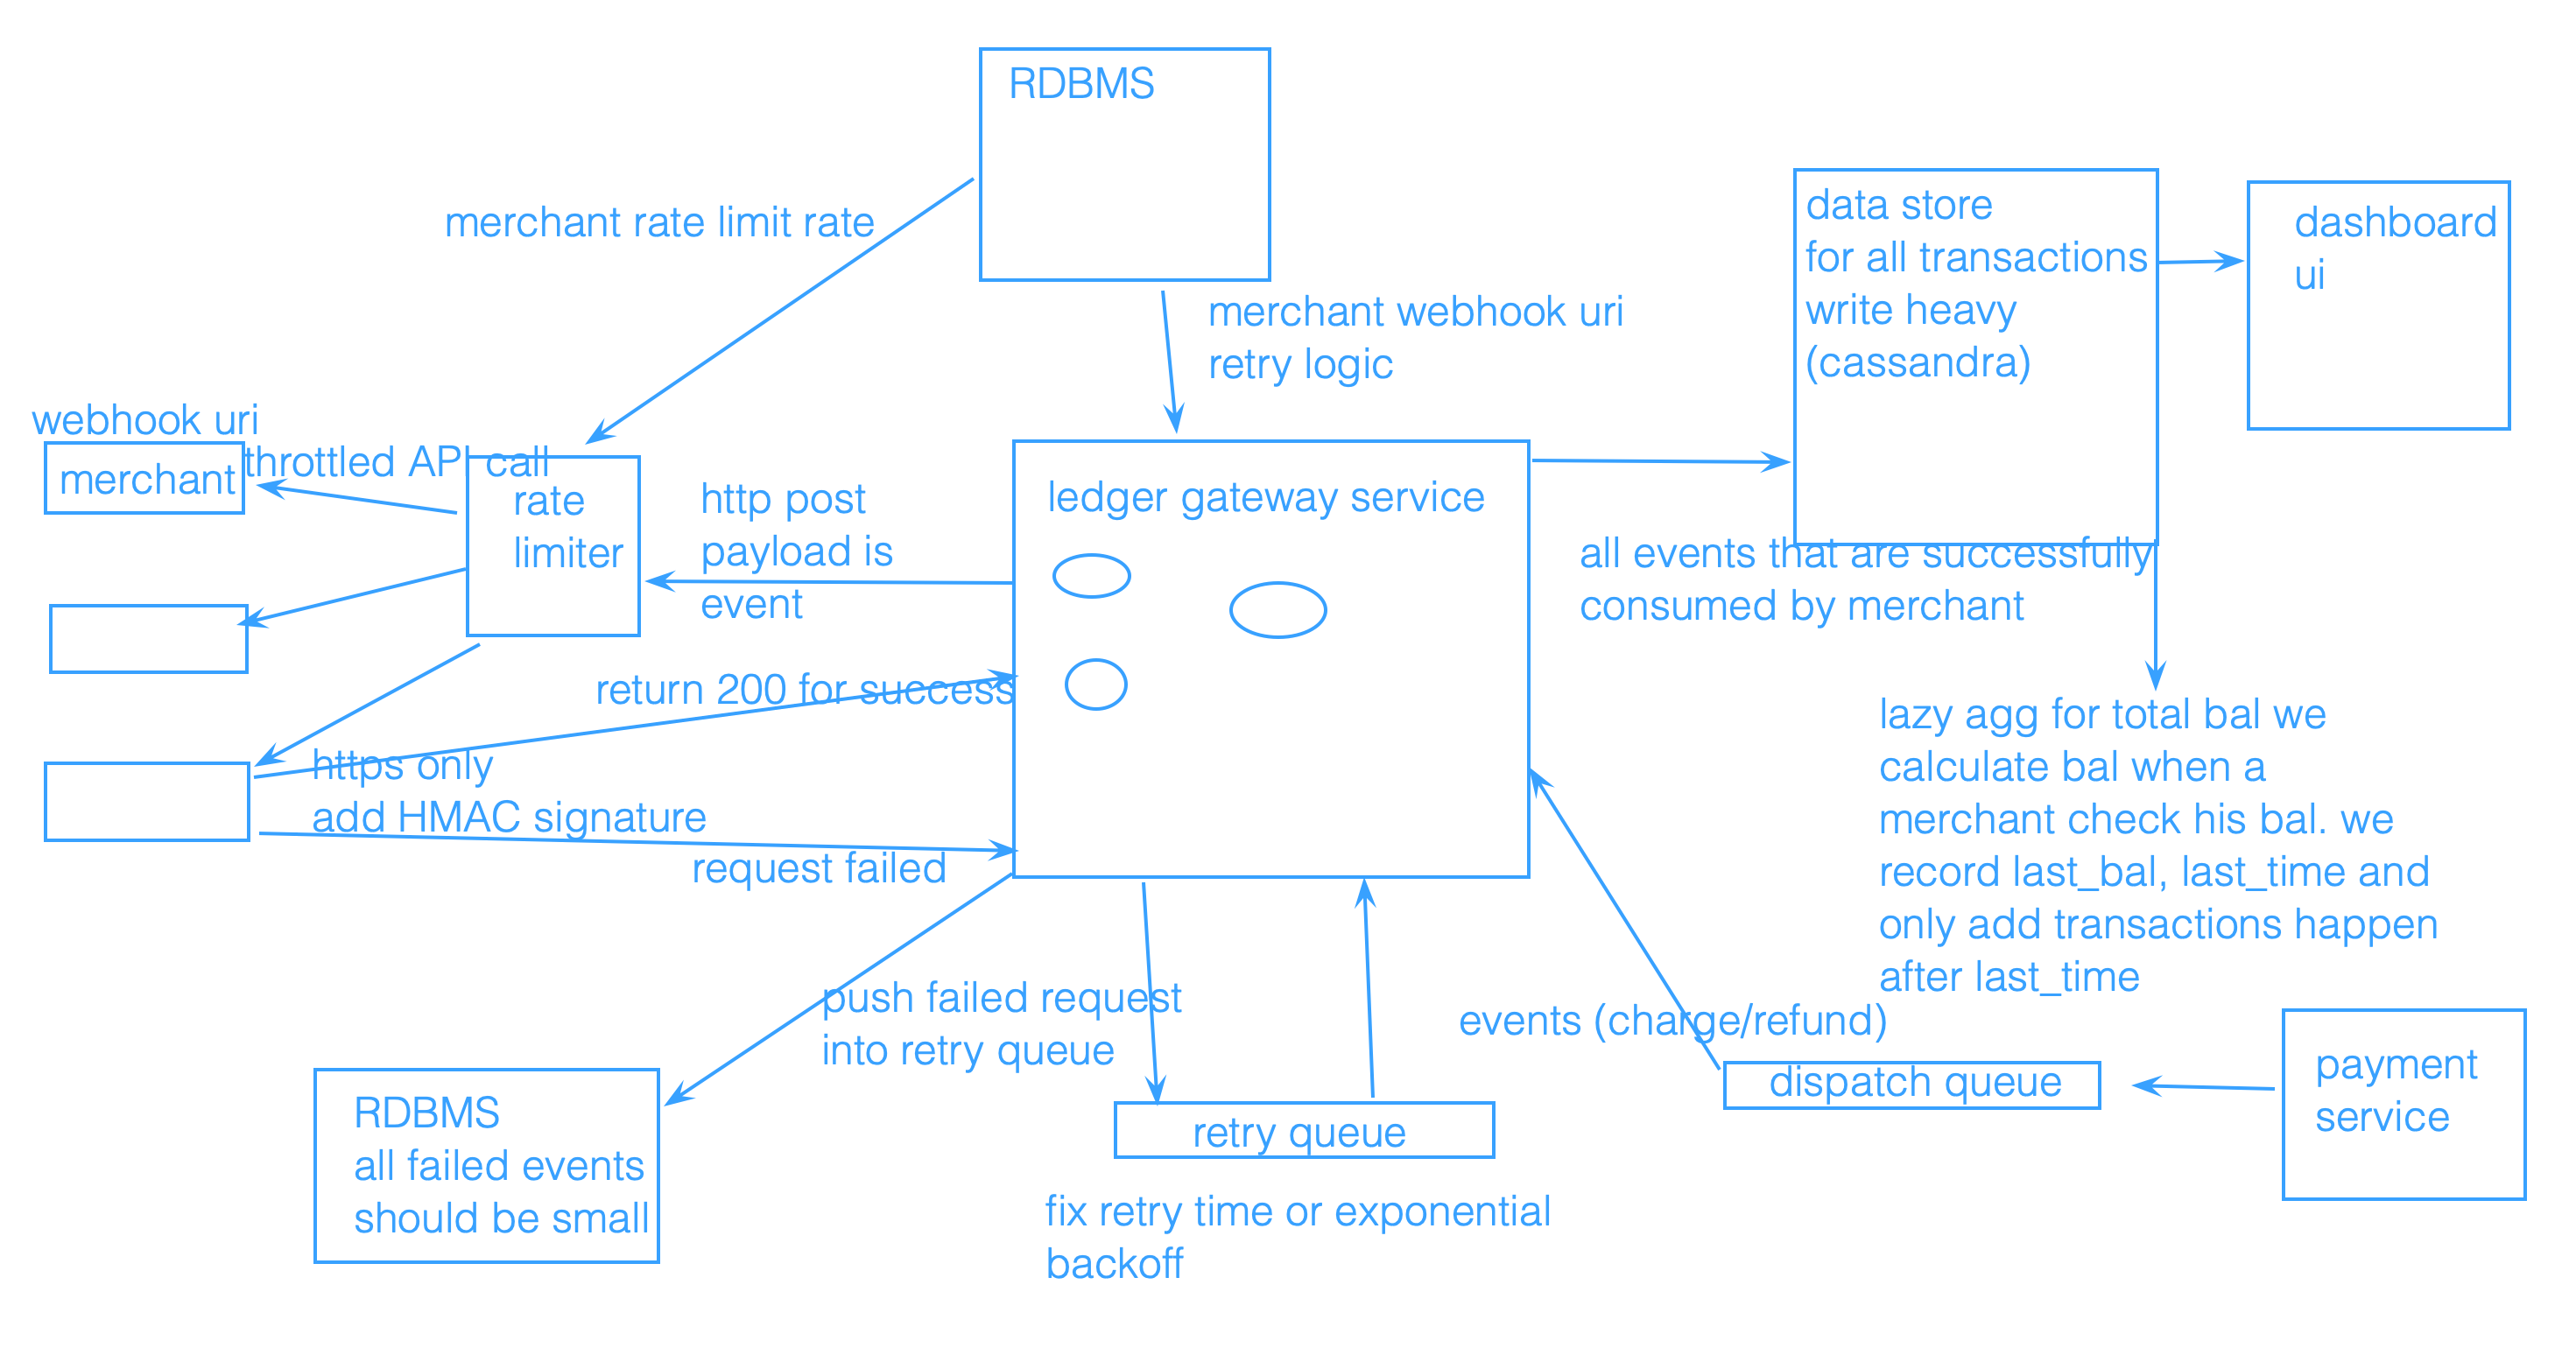 RDBMS
merchant rate limit rate
merchant webhook uri
retry logic
data store
for all transactions
write heavy
(cassandra)
dashboard
ui
webhook uri
merchant
throttled API call
rate
limiter
http post
payload is
event
ledger gateway service
all events that are successfully
consumed by merchant
return 200 for success
https only
add HMAC signature
request failed
lazy agg for total bal we
calculate bal when a
merchant check his bal. we
record last_bal, last_time and
only add transactions happen
after last_time
push failed request
into retry queue
events (charge/refund)
dispatch queue
payment
service
RDBMS
all failed events
should be small
retry queue
fix retry time or exponential
backoff